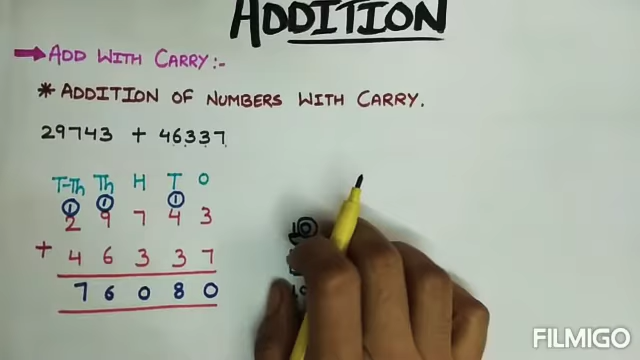 ADDITION
ADD WITH CARRY:-
* ADDITION OF NUMBERS WITH CARRY.
29743 + 46337
T-Th Th H T O
1 1 1
2 9 7 4 3
+ 4 6 3 3 7
7 6 0 8 0
FILMIGO